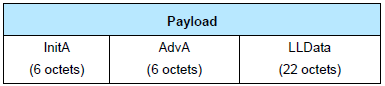 Payload
InitA AdvA LLData
(6 octets) (6 octets) (22 octets)